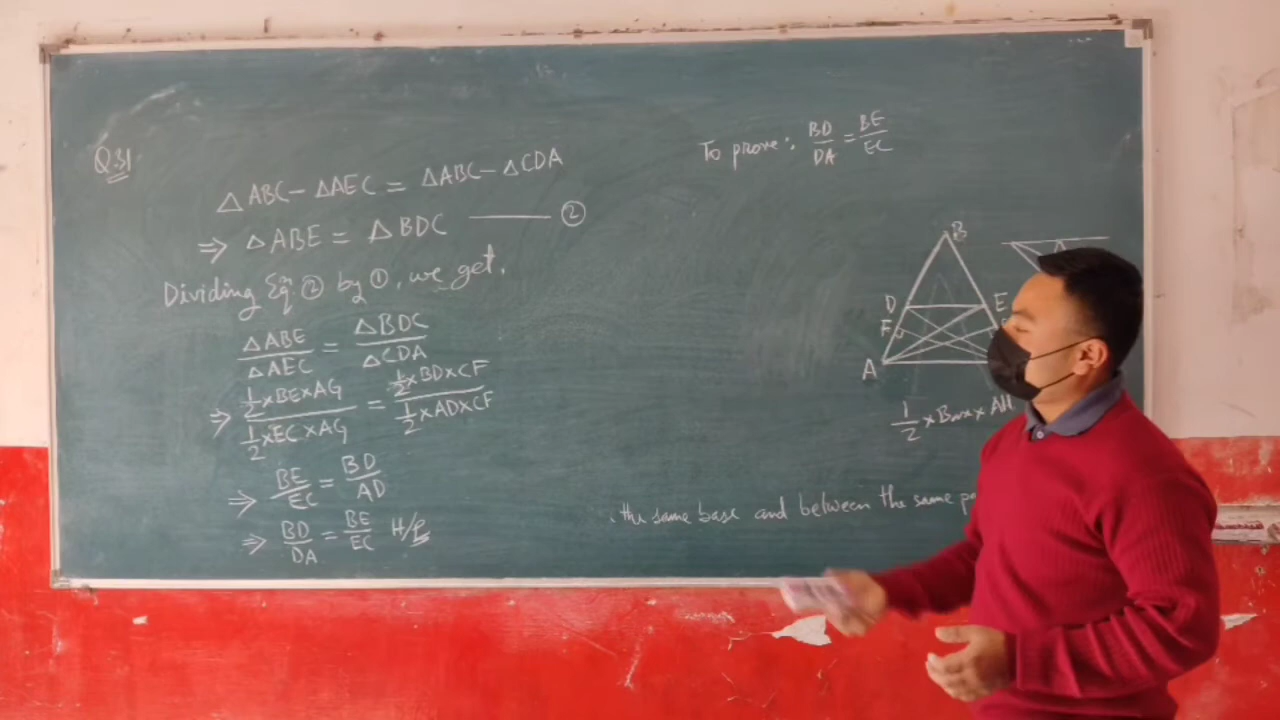 Q31
△ABC - △AEC = △ABC - △CDA
⇒ △ABE = △BDC ——— ②
Dividing Eqⁿ ② by ①, we get,
△ABE/△AEC = △BDC/△CDA
⇒ (1/2 × BE × AG)/(1/2 × EC × AG) = (1/2 × BD × CF)/(1/2 × AD × CF)
⇒ BE/EC = BD/AD
⇒ BD/DA = BE/EC H/P
To prove: BD/DA = BE/EC
B
D E
F
A
1/2 × Base × Alt
the same base and between the same